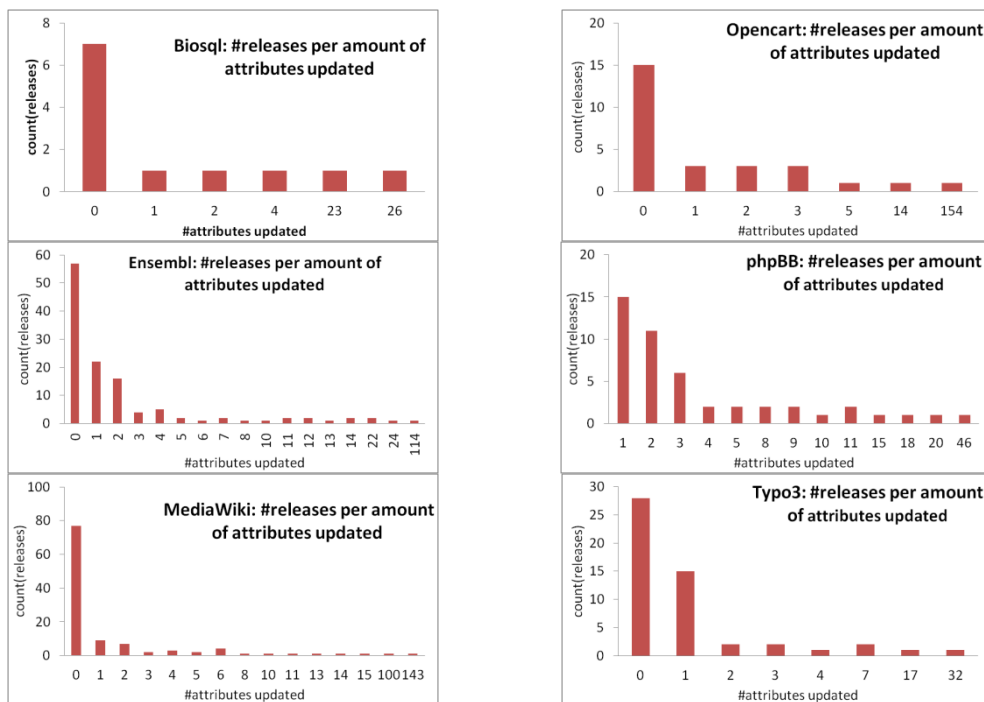 Biosql: #releases per amount of
attributes updated
count(releases)
8
6
4
2
0
0 1 2 4 23 26
#attributes updated
Opencart: #releases per amount
of attributes updated
count(releases)
20
15
10
5
0
0 1 2 3 5 14 154
#attributes updated
Ensembl: #releases per amount of
attributes updated
count(releases)
60
50
40
30
20
10
0
0 1 2 3 4 5 6 7 8 10 11 12 13 14 22 24 114
#attributes updated
phpBB: #releases per amount
of attributes updated
count(releases)
20
15
10
5
0
1 2 3 4 5 8 9 10 11 15 18 20 46
#attributes updated
MediaWiki: #releases per amount
of attributes updated
count(releases)
100
80
60
40
20
0
0 1 2 3 4 5 6 8 10 11 13 14 15 100 143
#attributes updated
Typo3: #releases per amount
of attributes updated
count(releases)
30
25
20
15
10
5
0
0 1 2 3 4 7 17 32
#attributes updated